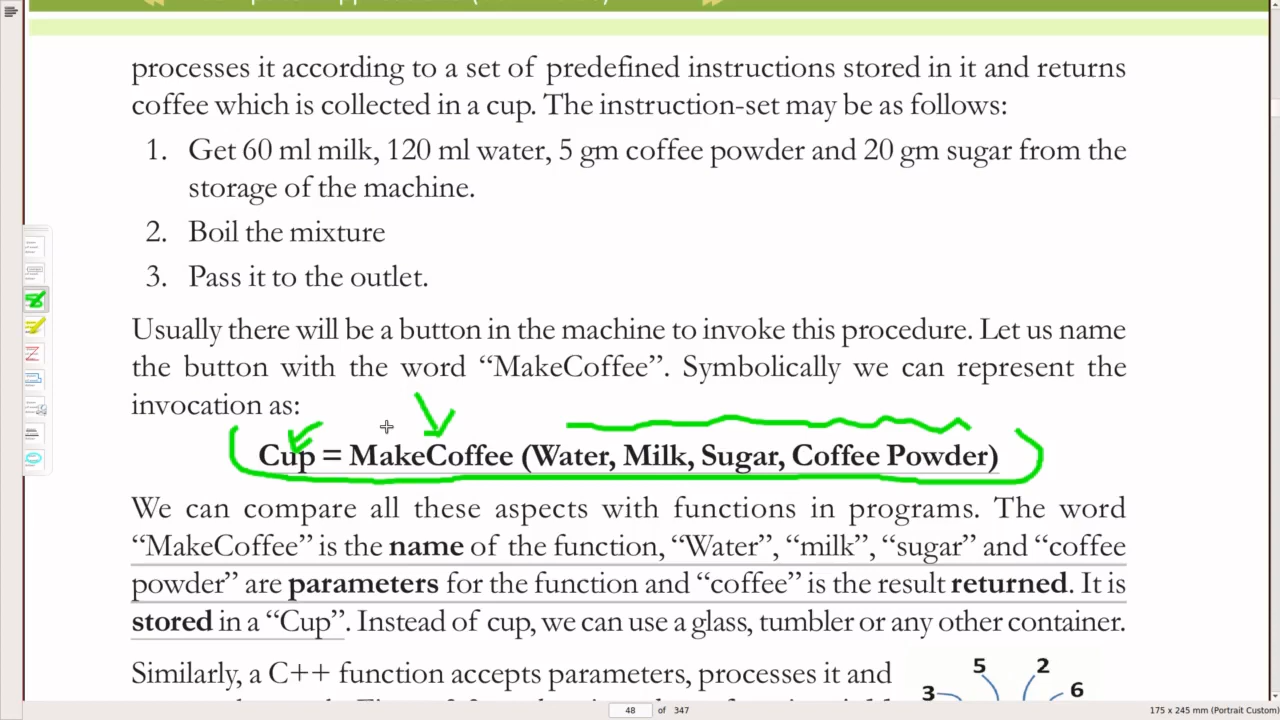 processes it according to a set of predefined instructions stored in it and returns
coffee which is collected in a cup. The instruction-set may be as follows:
1. Get 60 ml milk, 120 ml water, 5 gm coffee powder and 20 gm sugar from the
storage of the machine.
2. Boil the mixture
3. Pass it to the outlet.
Usually there will be a button in the machine to invoke this procedure. Let us name
the button with the word “MakeCoffee”. Symbolically we can represent the
invocation as:
Cup = MakeCoffee (Water, Milk, Sugar, Coffee Powder)
We can compare all these aspects with functions in programs. The word
“MakeCoffee” is the name of the function, “Water”, “milk”, “sugar” and “coffee
powder” are parameters for the function and “coffee” is the result returned. It is
stored in a “Cup”. Instead of cup, we can use a glass, tumbler or any other container.
Similarly, a C++ function accepts parameters, processes it and
5 2
3 6
48 of 347
175 x 245 mm (Portrait Custom)